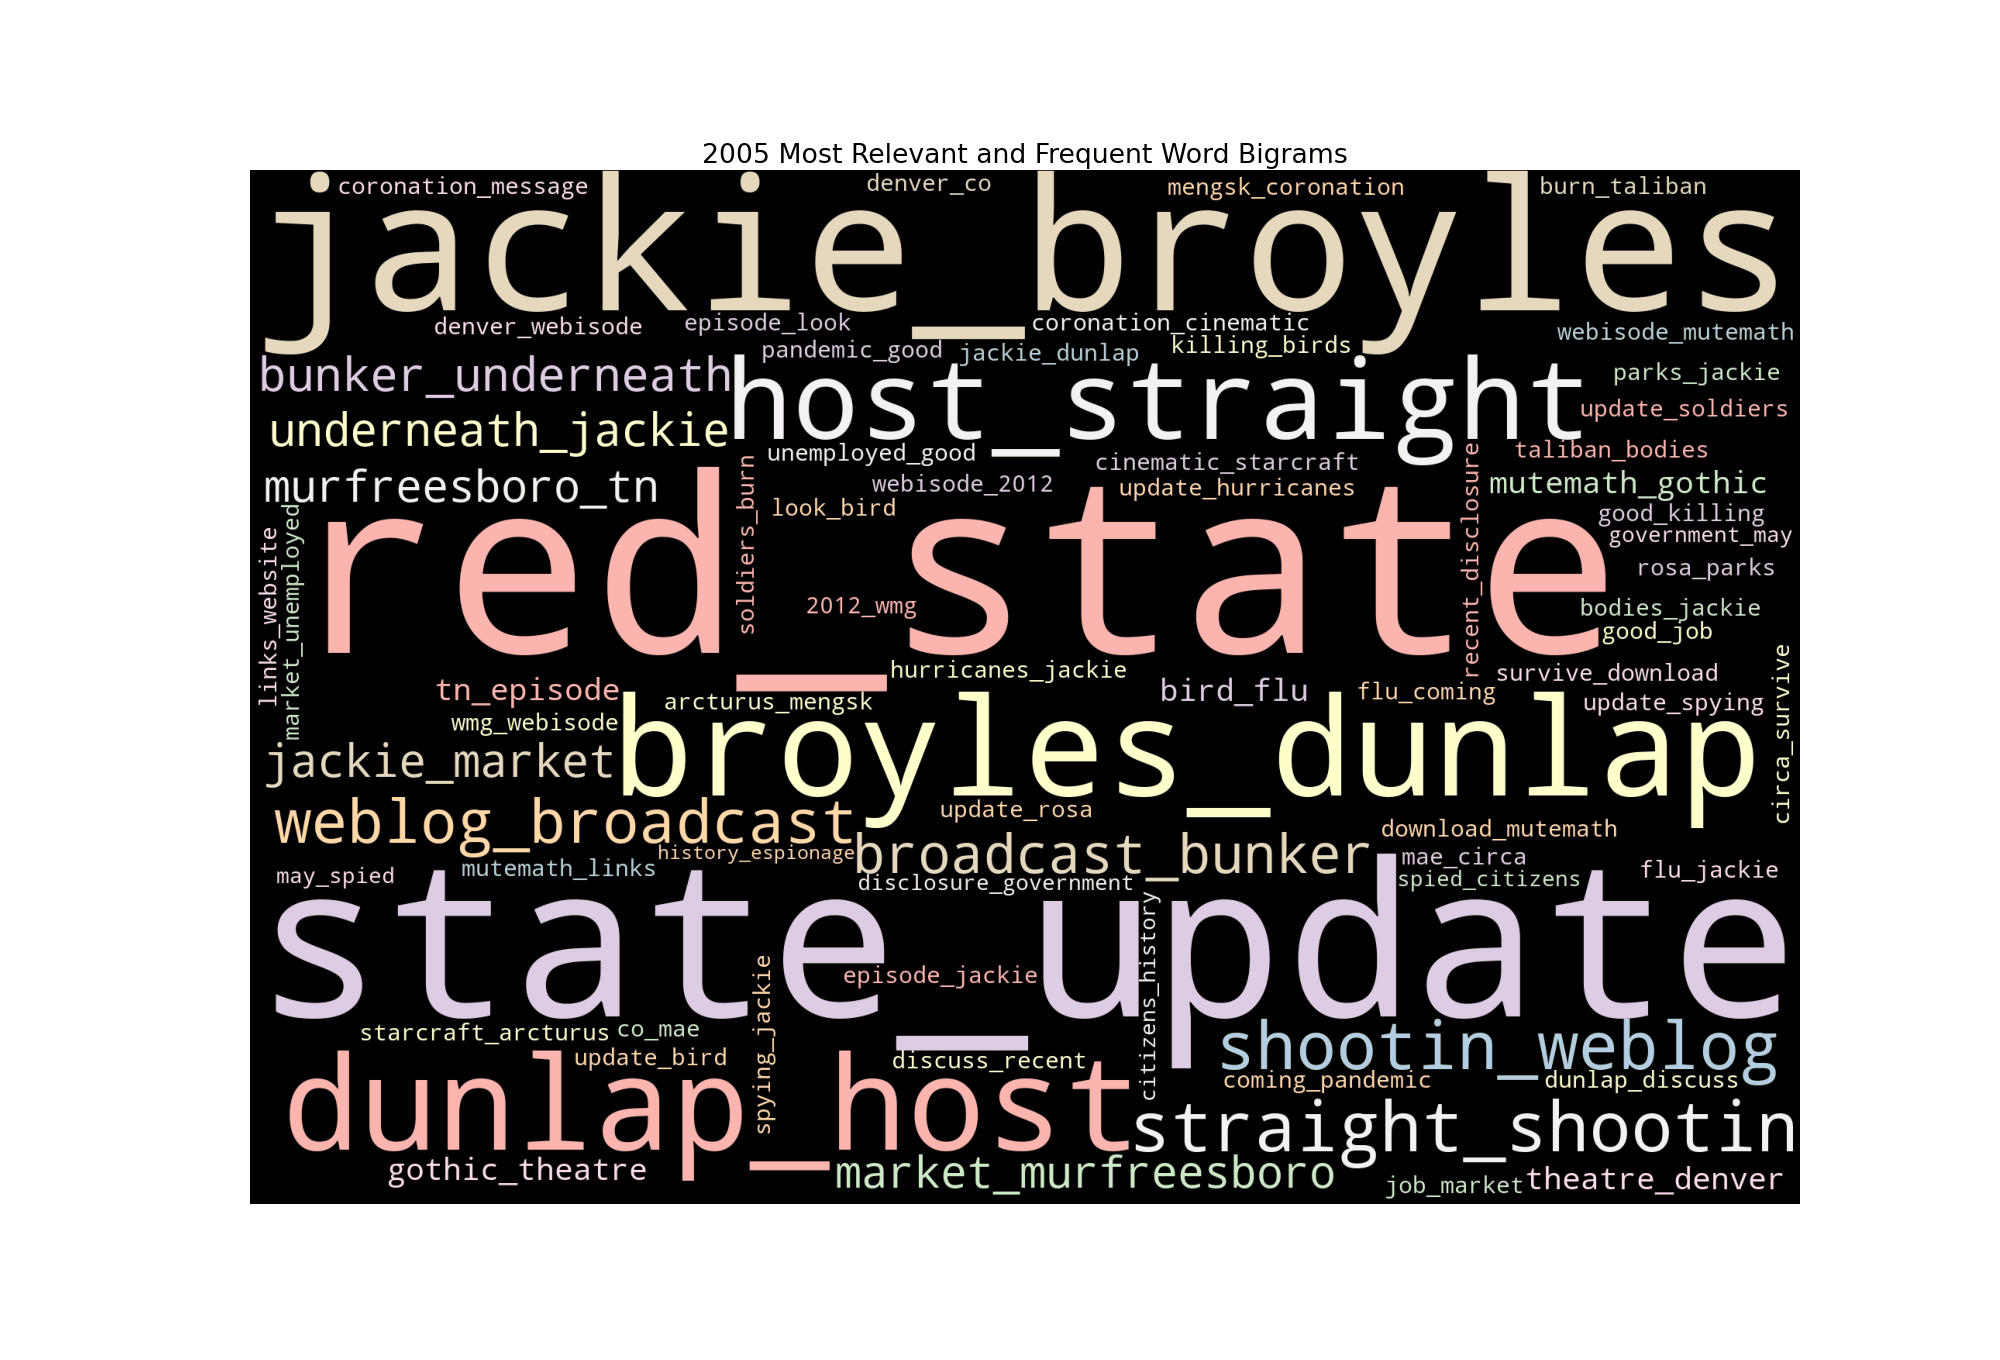 2005 Most Relevant and Frequent Word Bigrams
coronation_message
denver_co
mengsk_coronation
burn_taliban
jackie_broyles
denver_webisode
episode_look
coronation_cinematic
webisode_mutemath
pandemic_good
jackie_dunlap
killing_birds
bunker_underneath
host_straight
parks_jackie
update_soldiers
underneath_jackie
unemployed_good
cinematic_starcraft
taliban_bodies
murfreesboro_tn
webisode_2012
update_hurricanes
mutemath_gothic
look_bird
good_killing
government_may
links_website
market_unemployed
red_state
soldiers_burn
recent_disclosure
rosa_parks
2012_wmg
bodies_jackie
good_job
hurricanes_jackie
survive_download
tn_episode
arcturus_mengsk
bird_flu
flu_coming
update_spying
circa_survive
wmg_webisode
broyles_dunlap
jackie_market
weblog_broadcast
update_rosa
download_mutemath
history_espionage
broadcast_bunker
mae_circa
may_spied
mutemath_links
disclosure_government
spied_citizens
flu_jackie
state_update
citizens_history
spying_jackie
episode_jackie
starcraft_arcturus
co_mae
shootin_weblog
update_bird
discuss_recent
coming_pandemic
dunlap_discuss
dunlap_host
straight_shootin
gothic_theatre
market_murfreesboro
job_market
theatre_denver